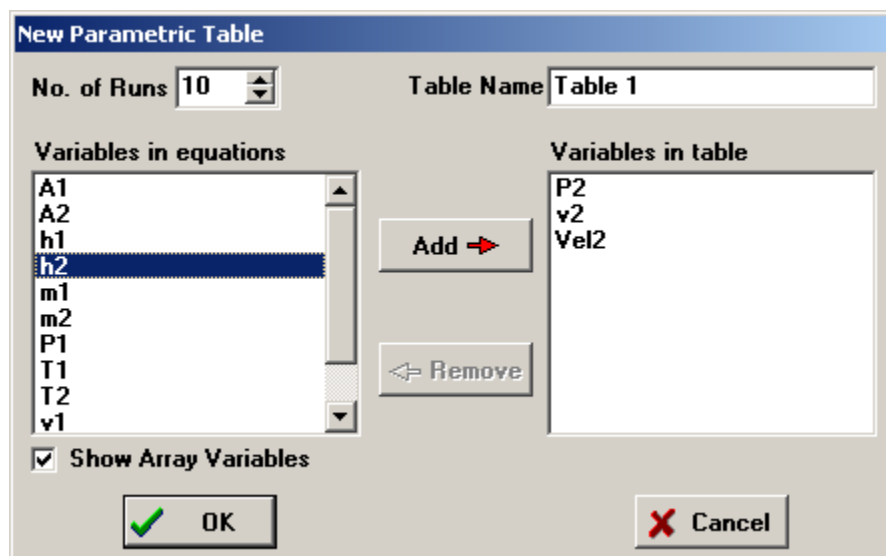 New Parametric Table
No. of Runs 10 Table Name Table 1
Variables in equations
A1
A2
h1
h2
m1
m2
P1
T1
T2
v1
Add
Remove
Variables in table
P2
v2
Vel2
Show Array Variables
OK Cancel